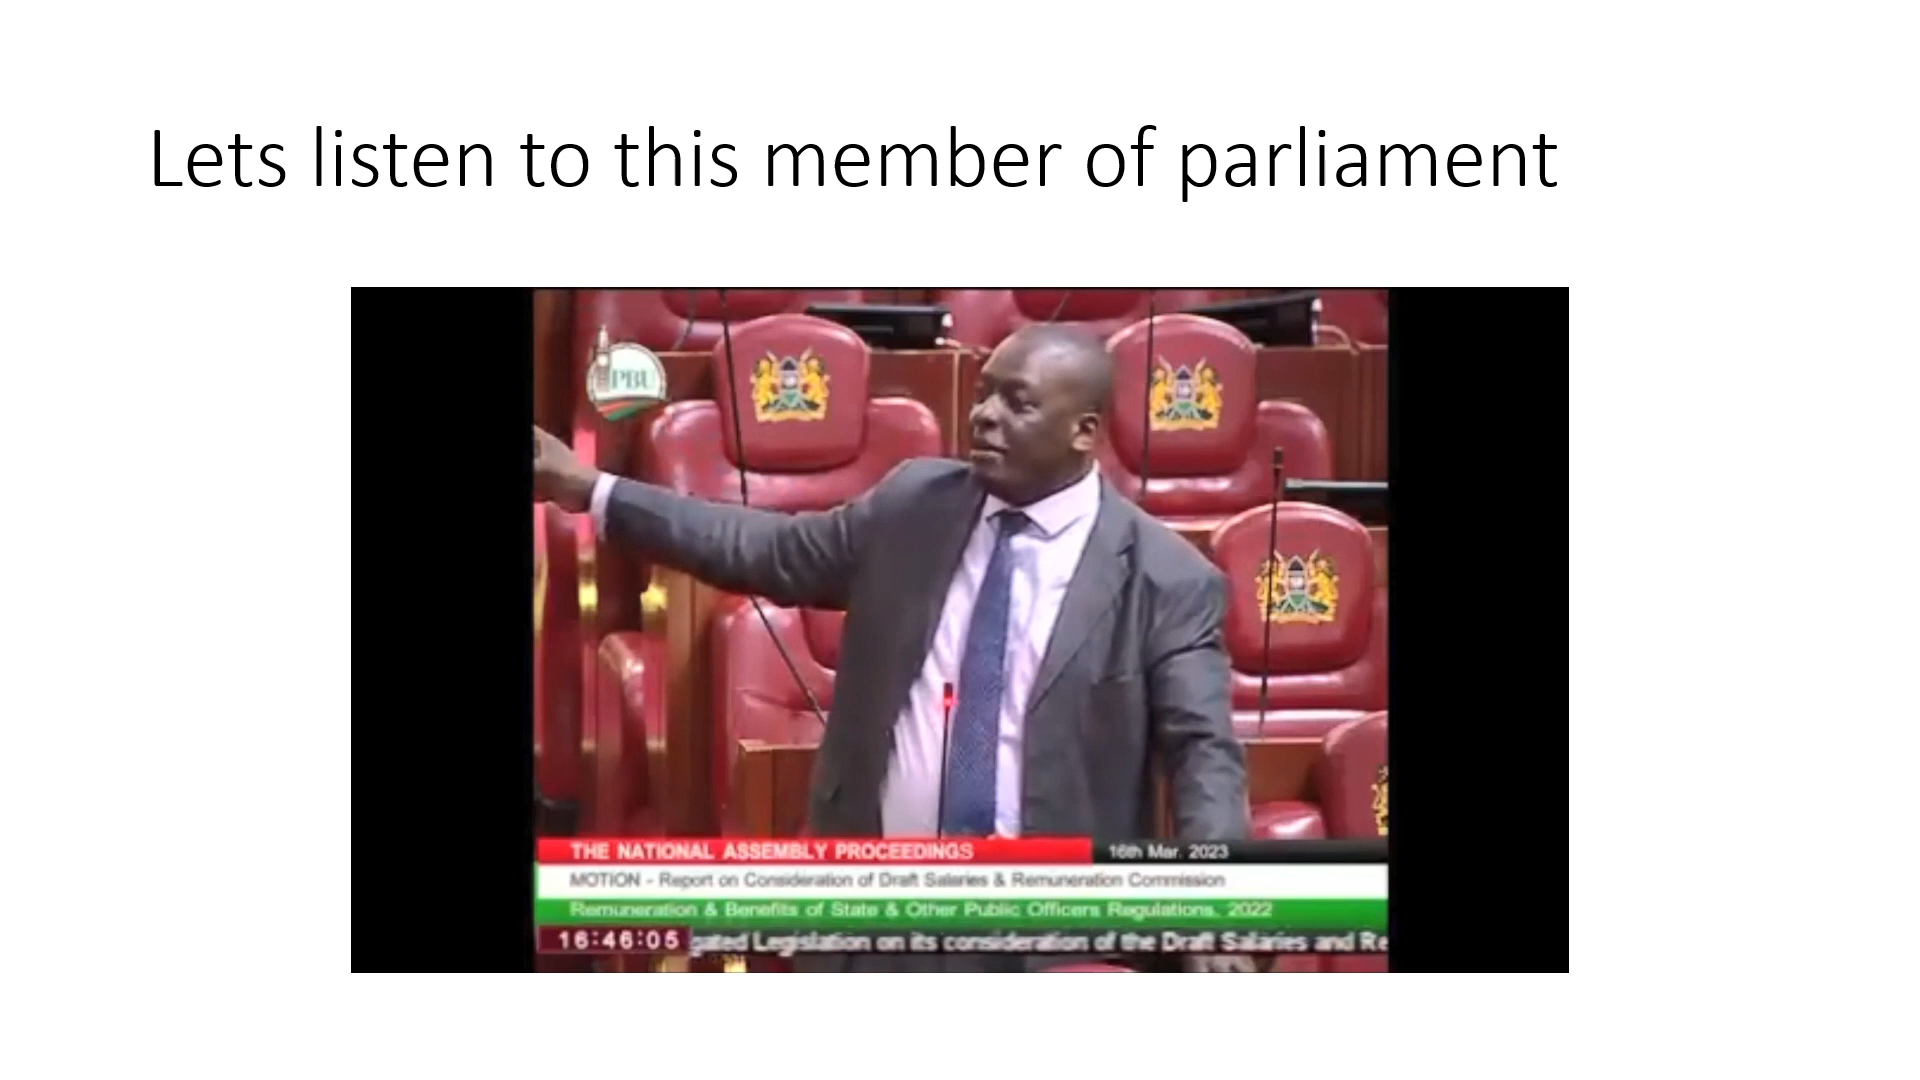 Lets listen to this member of parliament
PBU
THE NATIONAL ASSEMBLY PROCEEDINGS
16th Mar. 2023
MOTION - Report on Consideration of Draft Salaries & Remuneration Commission
Remuneration & Benefits of State & Other Public Officers Regulations, 2022
16:46:05 gated Legislation on its consideration of the Draft Salaries and Re